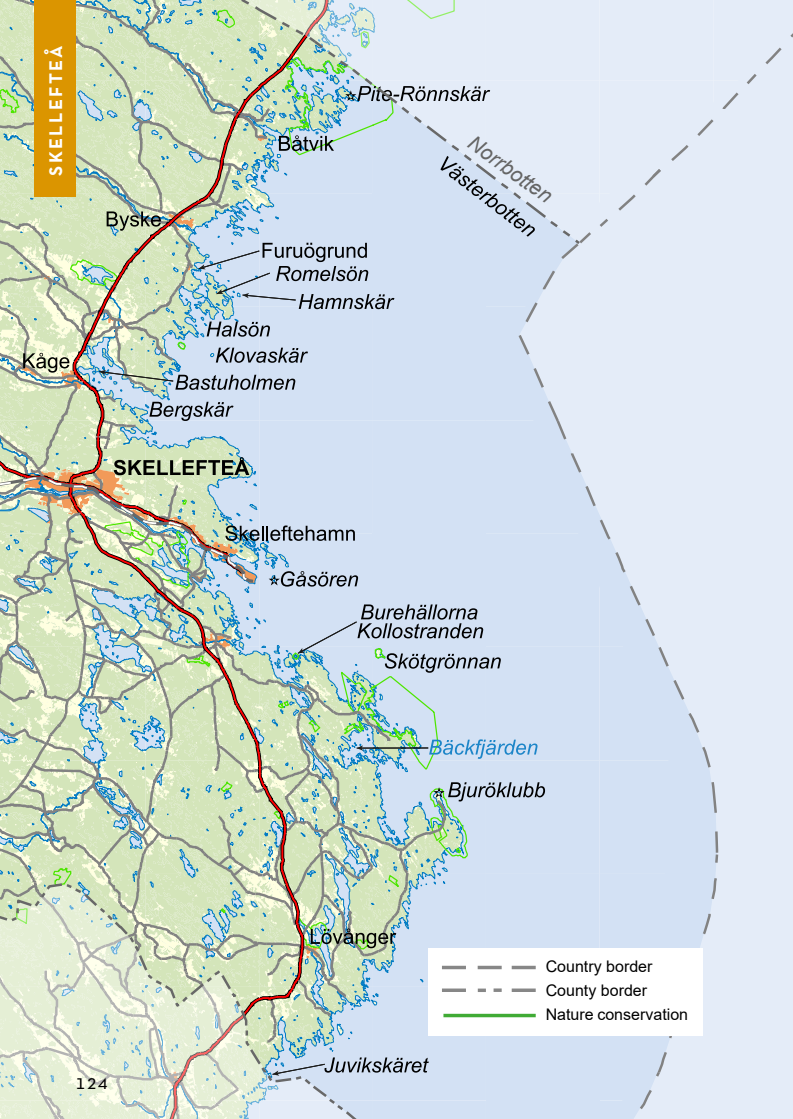 SKELLEFTEÅ
Pite-Rönnskär
Båtvik
Norrbotten
Västerbotten
Byske
Furuögrund
Romelsön
Hamnskär
Halsön
Klovaskär
Kåge
Bastuholmen
Bergskär
SKELLEFTEÅ
Skelleftehamn
Gåsören
Burehällorna
Kollostranden
Skötgrönnan
Bäckfjärden
Bjuröklubb
Lövånger
Country border
County border
Nature conservation
Juvikskäret
124